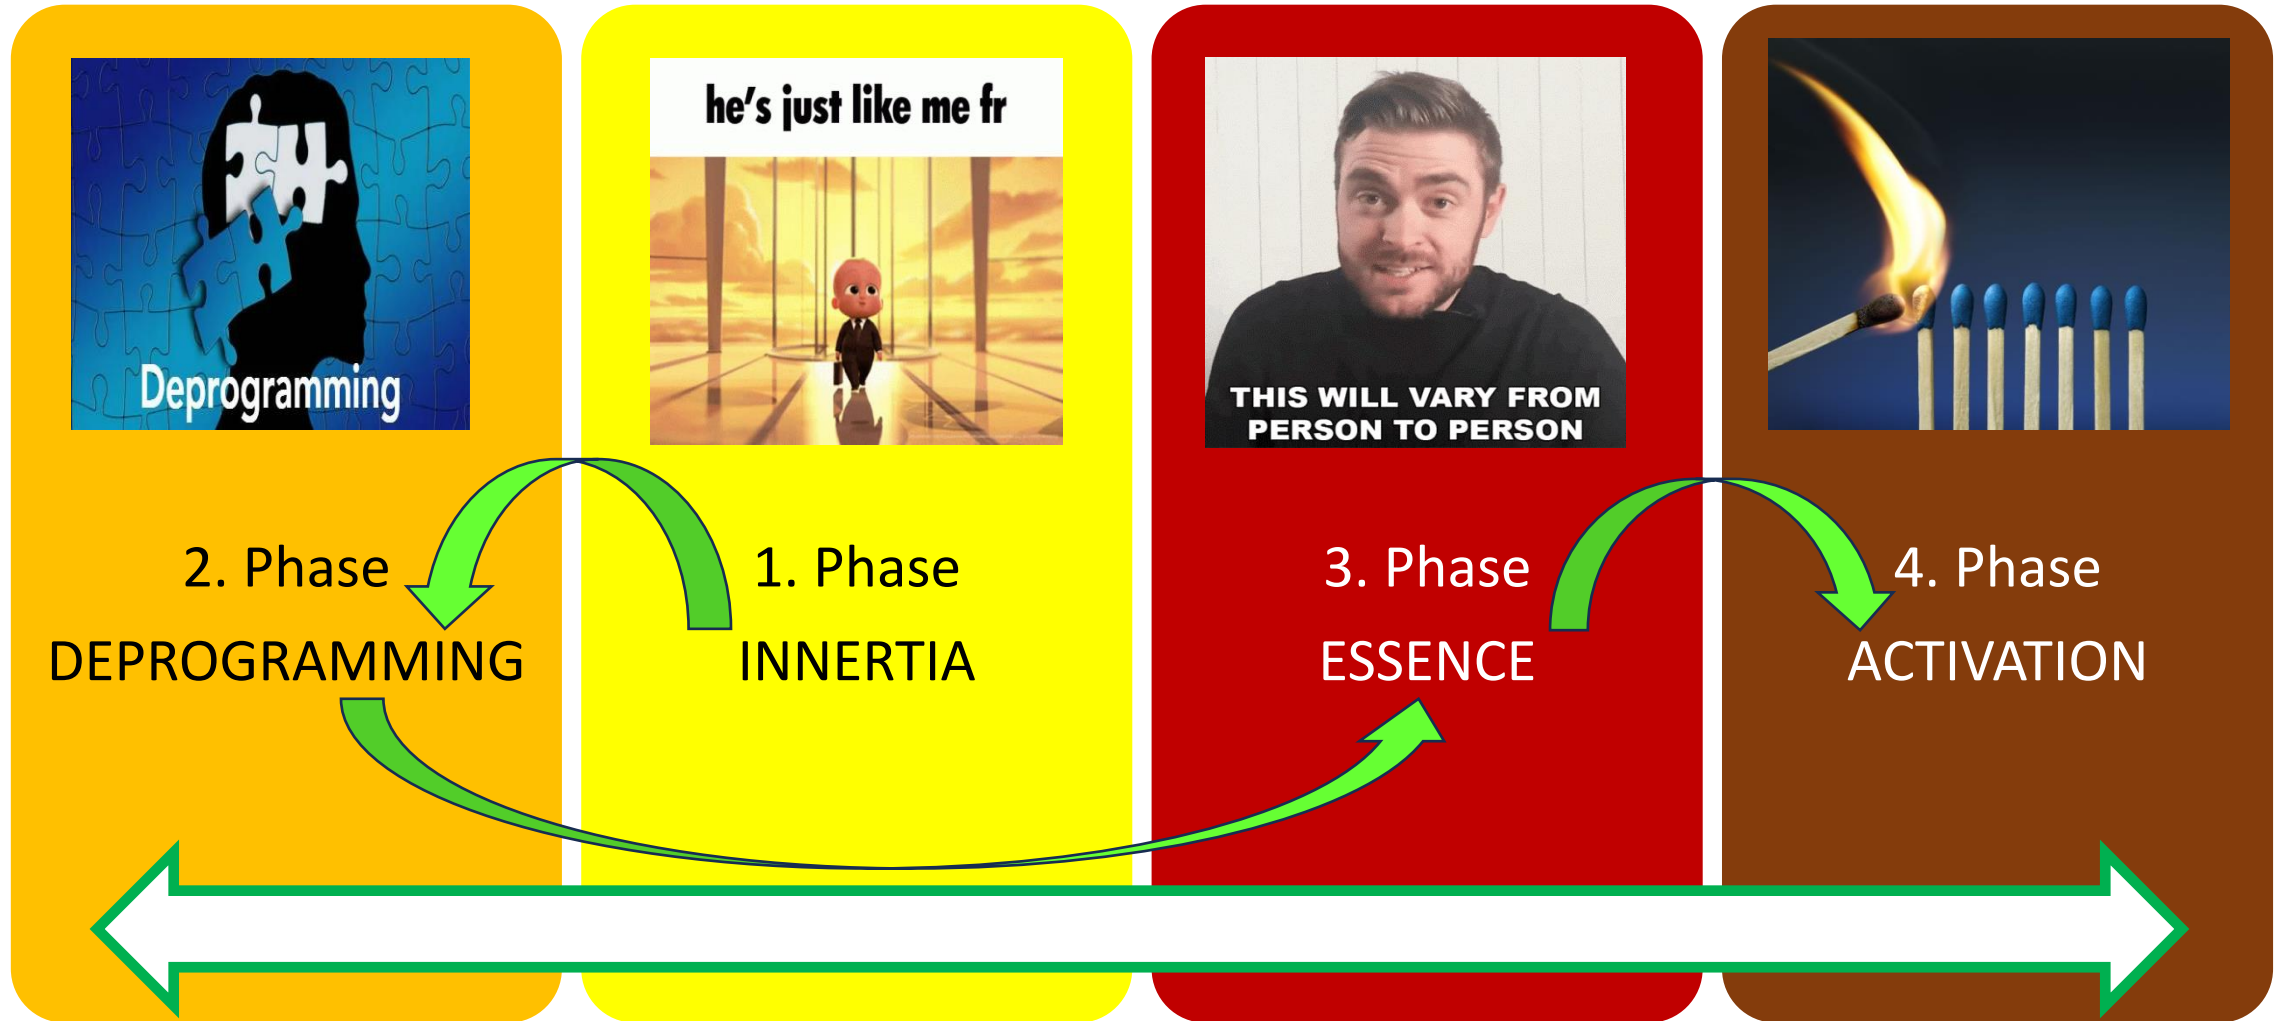 Deprogramming
2. Phase
DEPROGRAMMING
he's just like me fr
1. Phase
INNERTIA
THIS WILL VARY FROM
PERSON TO PERSON
3. Phase
ESSENCE
4. Phase
ACTIVATION